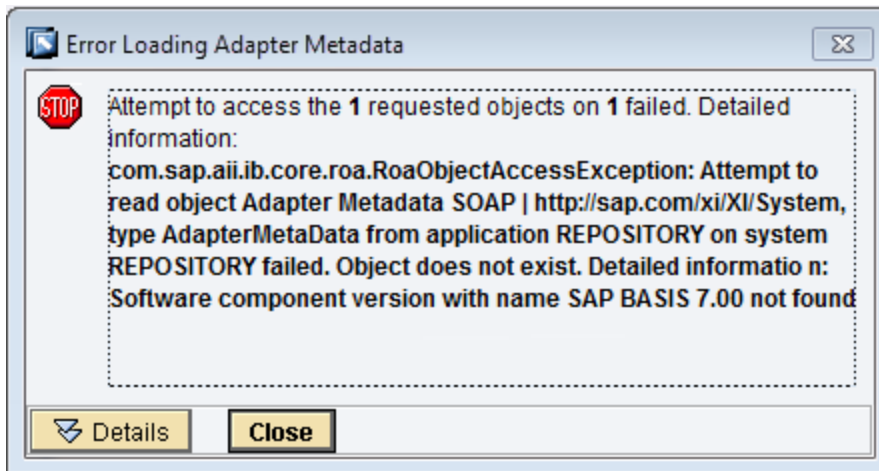 Error Loading Adapter Metadata
STOP
Attempt to access the 1 requested objects on 1 failed. Detailed
information:
com.sap.aii.ib.core.roa.RoaObjectAccessException: Attempt to
read object Adapter Metadata SOAP | http://sap.com/xi/XI/System,
type AdapterMetaData from application REPOSITORY on system
REPOSITORY failed. Object does not exist. Detailed informatio n:
Software component version with name SAP BASIS 7.00 not found
Details
Close